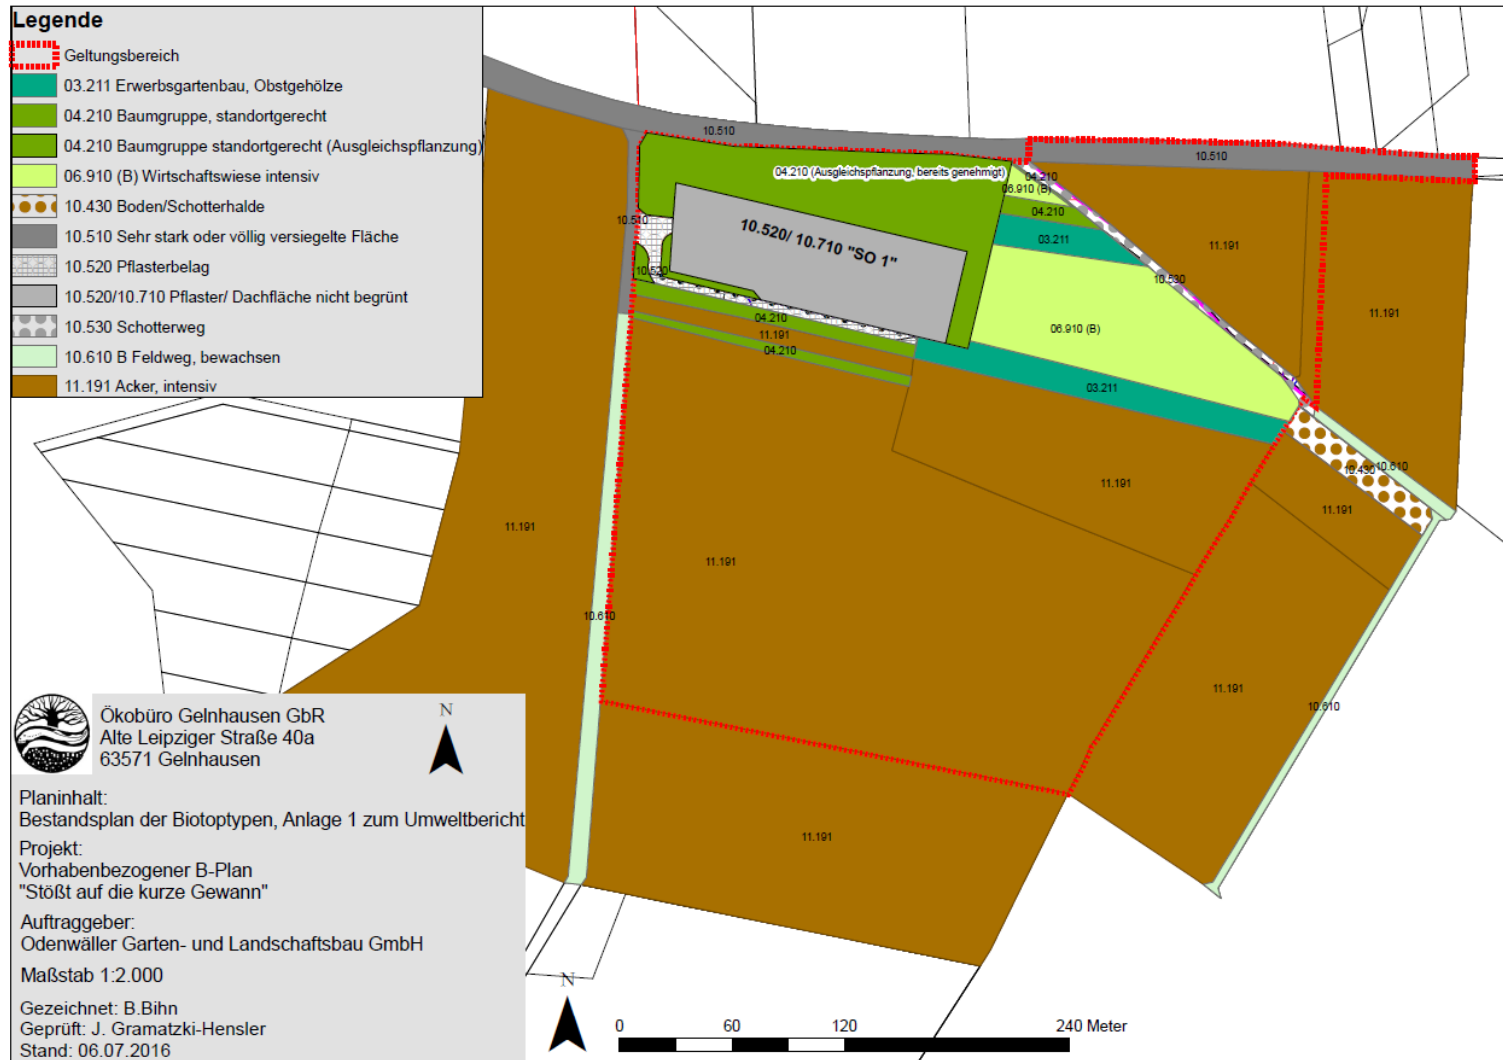 Legende
Geltungsbereich
03.211 Erwerbsgartenbau, Obstgehölze
04.210 Baumgruppe, standortgerecht
04.210 Baumgruppe standortgerecht (Ausgleichspflanzung)
06.910 (B) Wirtschaftswiese intensiv
10.430 Boden/Schotterhalde
10.510 Sehr stark oder völlig versiegelte Fläche
10.520 Pflasterbelag
10.520/10.710 Pflaster/ Dachfläche nicht begrünt
10.530 Schotterweg
10.610 B Feldweg, bewachsen
11.191 Acker, intensiv
10.510
10.510
04.210 (Ausgleichspflanzung, bereits genehmigt)
04.210
06.910 (B)
04.210
10.510
10.520/ 10.710 "SO 1"
03.211
11.191
10.520
10.530
11.191
04.210
11.191
04.210
06.910 (B)
03.211
10.430
10.610
11.191
11.191
11.191
11.191
10.610
11.191
10.610
11.191
Ökobüro Gelnhausen GbR
Alte Leipziger Straße 40a
63571 Gelnhausen
N
Planinhalt:
Bestandsplan der Biotoptypen, Anlage 1 zum Umweltbericht
Projekt:
Vorhabenbezogener B-Plan
"Stößt auf die kurze Gewann"
Auftraggeber:
Odenwäller Garten- und Landschaftsbau GmbH
Maßstab 1:2.000
Gezeichnet: B.Bihn
Geprüft: J. Gramatzki-Hensler
Stand: 06.07.2016
N
0 60 120 240 Meter